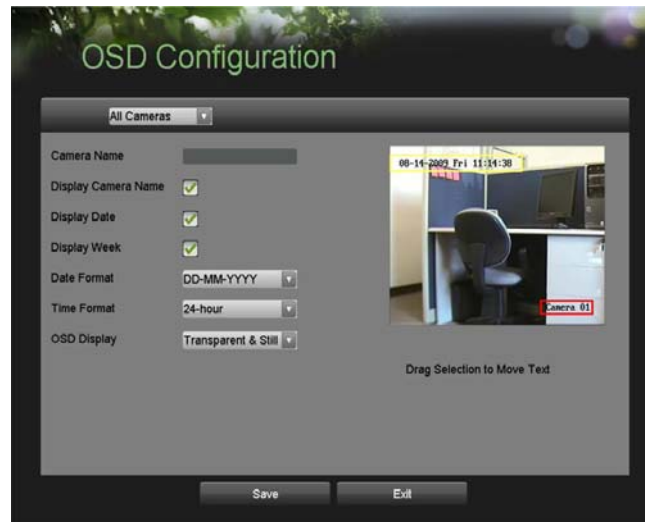 OSD Configuration
All Cameras
Camera Name
Display Camera Name
Display Date
Display Week
Date Format DD-MM-YYYY
Time Format 24-hour
OSD Display Transparent & Still
08-14-2009 Fri 11:14:38
Camera 01
Drag Selection to Move Text
Save Exit